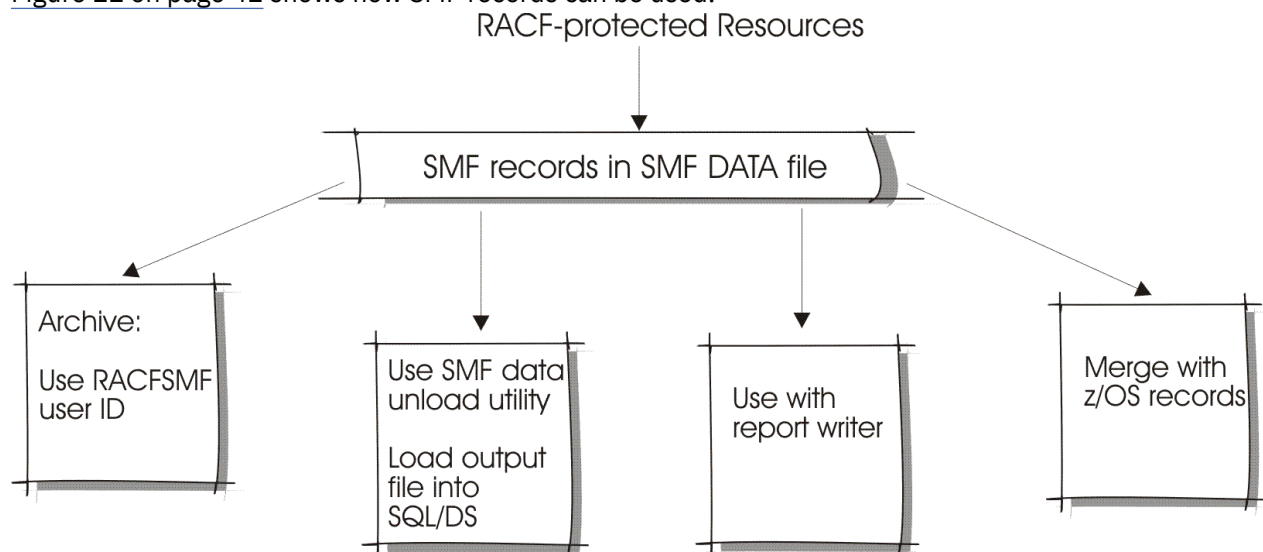 Figure 22 on page 42 shows how SMF records can be used.
RACF-protected Resources
SMF records in SMF DATA file
Archive:
Use RACFSMF
user ID
Use SMF data
unload utility
Load output
file into
SQL/DS
Use with
report writer
Merge with
z/OS records